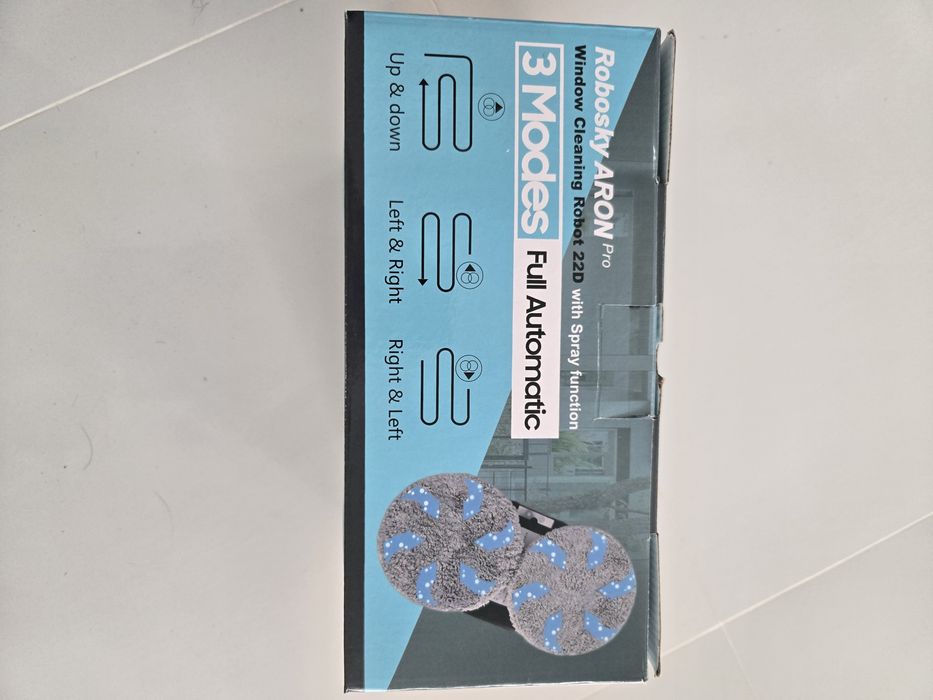 Robosky ARON Pro
Window Cleaning Robot 22D with Spray function
3 Modes Full Automatic
Up & down
Left & Right
Right & Left